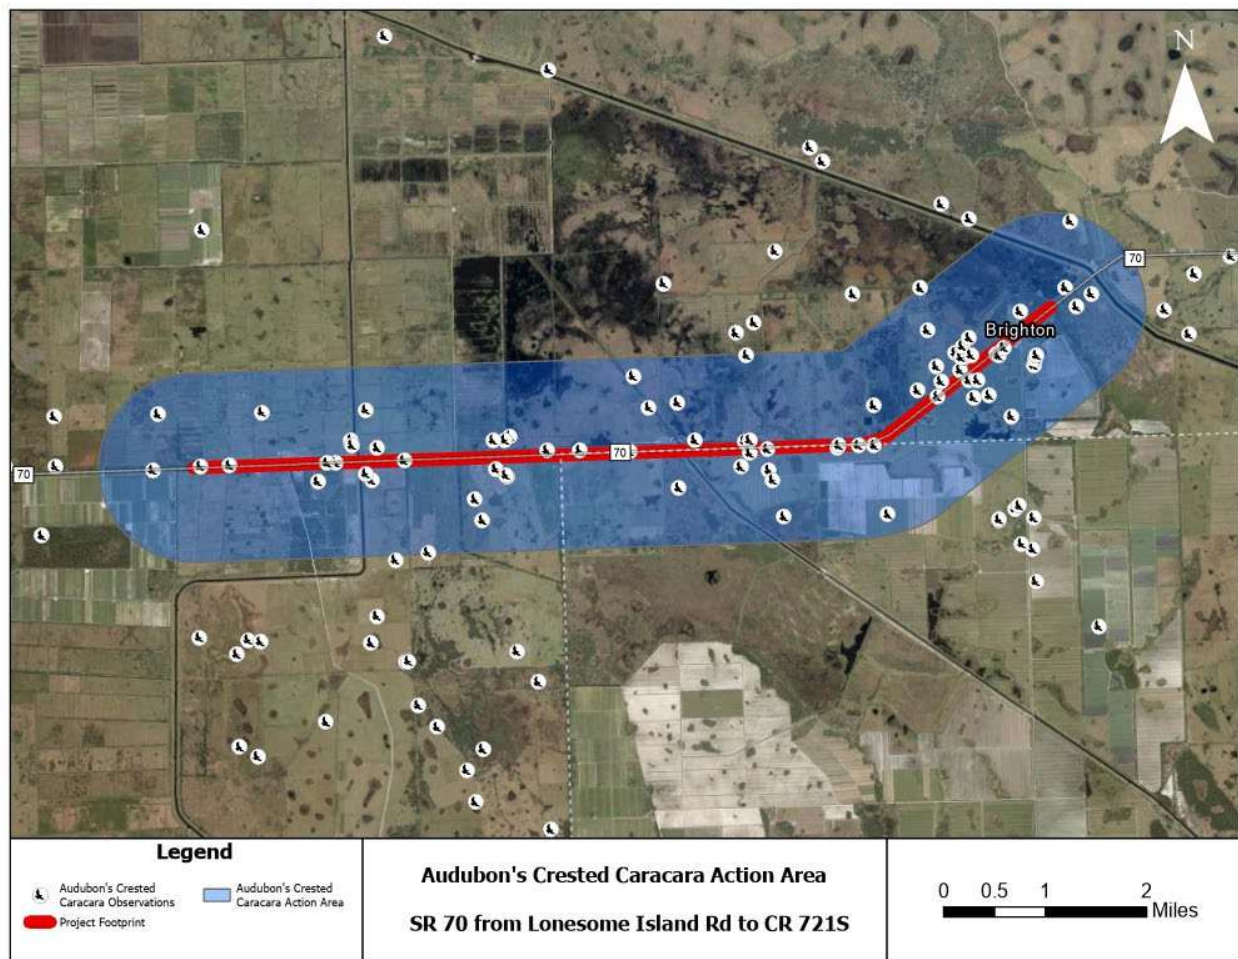 N
70
Brighton
70
70
Legend
Audubon's Crested
Caracara Observations
Audubon's Crested
Caracara Action Area
Project Footprint
Audubon's Crested Caracara Action Area
SR 70 from Lonesome Island Rd to CR 721S
0 0.5 1 2
Miles